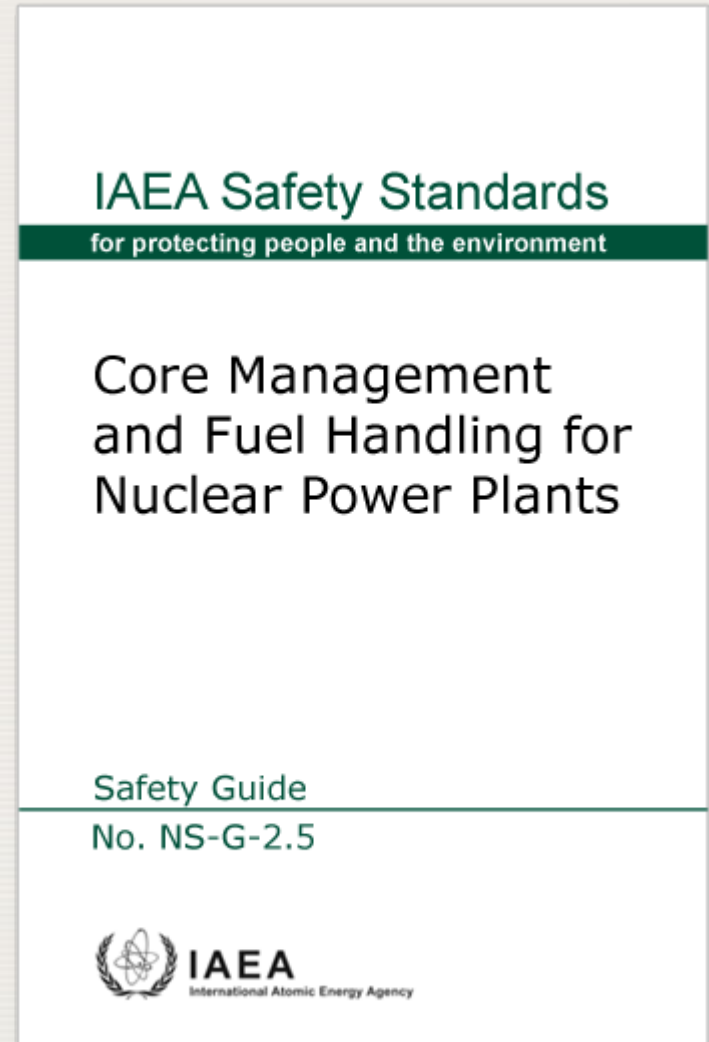 IAEA Safety Standards
for protecting people and the environment
Core Management
and Fuel Handling for
Nuclear Power Plants
Safety Guide
No. NS-G-2.5
IAEA
International Atomic Energy Agency